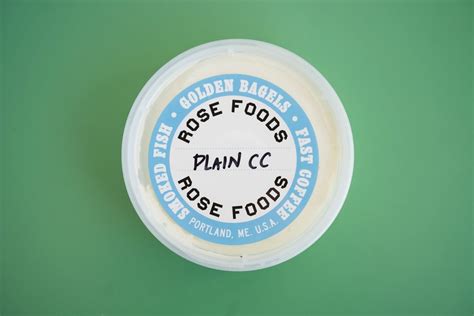 SMOKED FISH • GOLDEN BAGELS • FAST COFFEE
ROSE FOODS
PLAIN CC
ROSE FOODS
PORTLAND, ME. U.S.A.